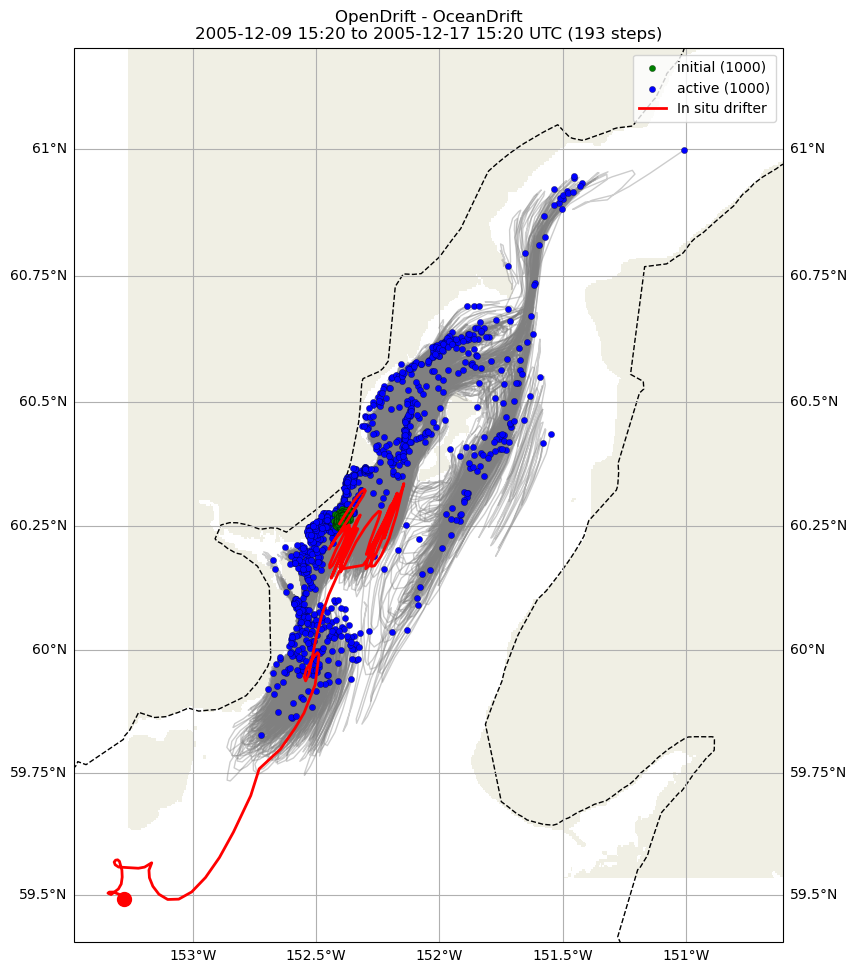 OpenDrift - OceanDrift
2005-12-09 15:20 to 2005-12-17 15:20 UTC (193 steps)
initial (1000)
active (1000)
In situ drifter
61°N
61°N
60.75°N
60.75°N
60.5°N
60.5°N
60.25°N
60.25°N
60°N
60°N
59.75°N
59.75°N
59.5°N
59.5°N
153°W
152.5°W
152°W
151.5°W
151°W